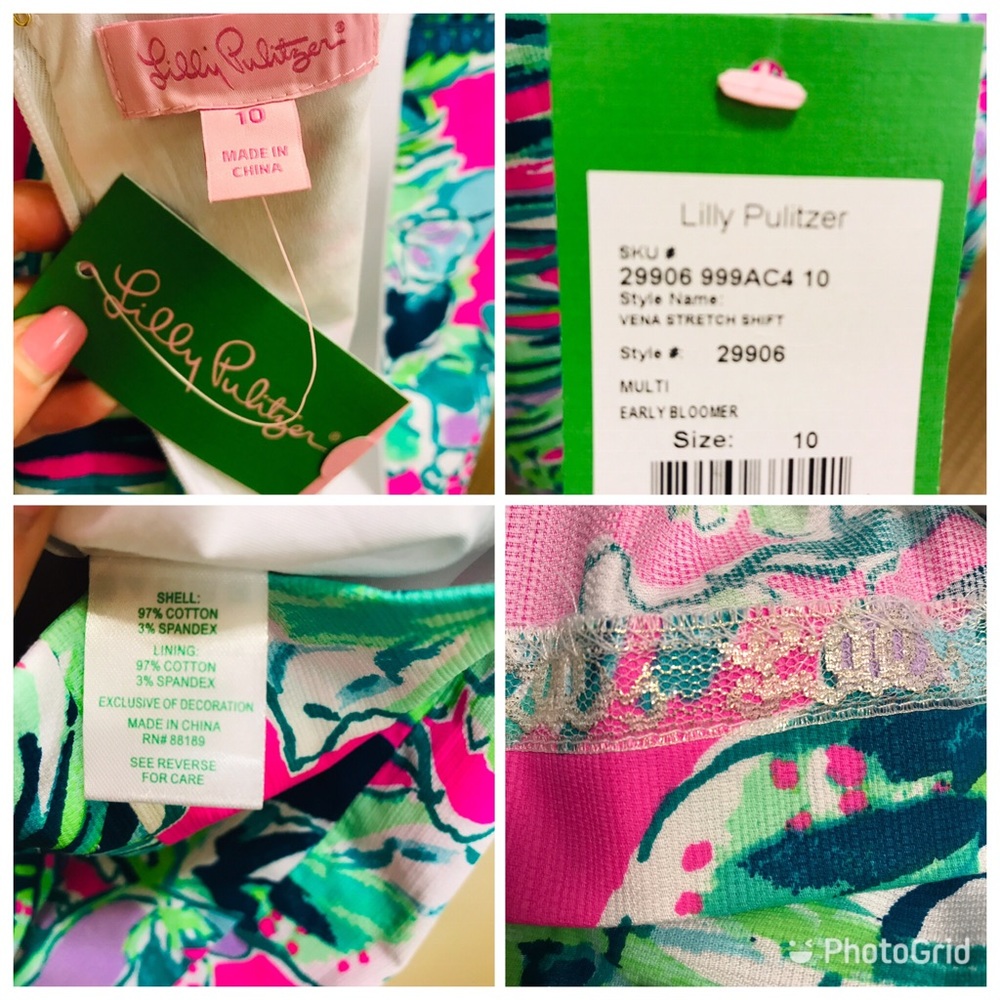 Lilly Pulitzer®
10
MADE IN
CHINA
Lilly Pulitzer®
Lilly Pulitzer
SKU #
29906 999AC4 10
Style Name:
VENA STRETCH SHIFT
Style #: 29906
MULTI
EARLY BLOOMER
Size: 10
SHELL:
97% COTTON
3% SPANDEX
LINING:
97% COTTON
3% SPANDEX
EXCLUSIVE OF DECORATION
MADE IN CHINA
RN# 88189
SEE REVERSE
FOR CARE
PhotoGrid